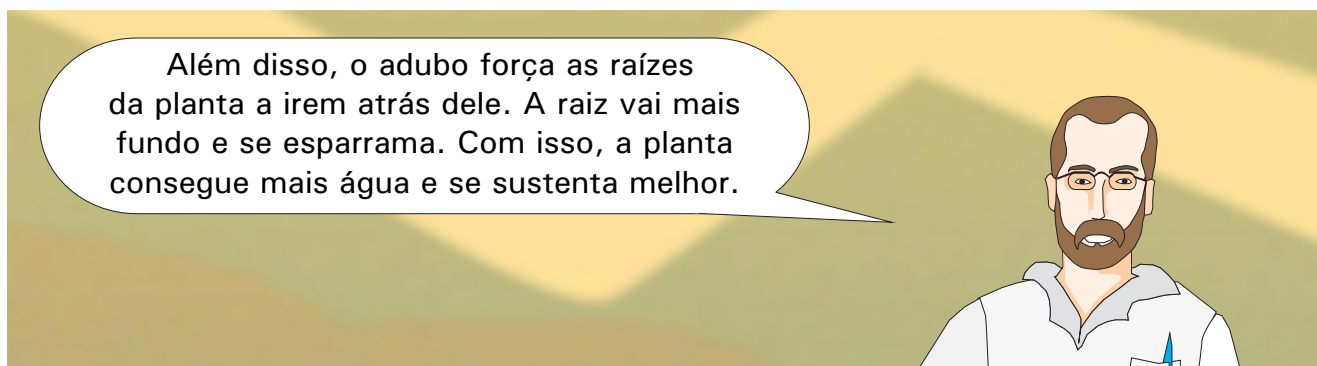 Além disso, o adubo força as raízes
da planta a irem atrás dele. A raiz vai mais
fundo e se esparrama. Com isso, a planta
consegue mais água e se sustenta melhor.